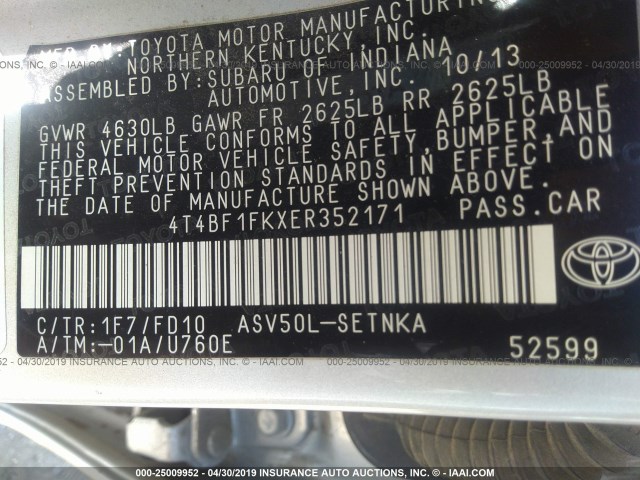 MFD BY: TOYOTA MOTOR MANUFACTURING
NORTHERN KENTUCKY INC.
ASSEMBLED BY: SUBARU OF INDIANA
AUTOMOTIVE, INC. 10/13
GVWR 4630LB GAWR FR 2625LB RR 2625LB
THIS VEHICLE CONFORMS TO ALL APPLICABLE
FEDERAL MOTOR VEHICLE SAFETY, BUMPER, AND
THEFT PREVENTION STANDARDS IN EFFECT ON
THE DATE OF MANUFACTURE SHOWN ABOVE.
4T4BF1FKXER352171 PASS.CAR
C/TR:1F7/FD10 ASV50L-SETNKA
A/TM:-01A/U760E
52599
000-25009952 - 04/30/2019 INSURANCE AUTO AUCTIONS, INC. - © IAAI.COM